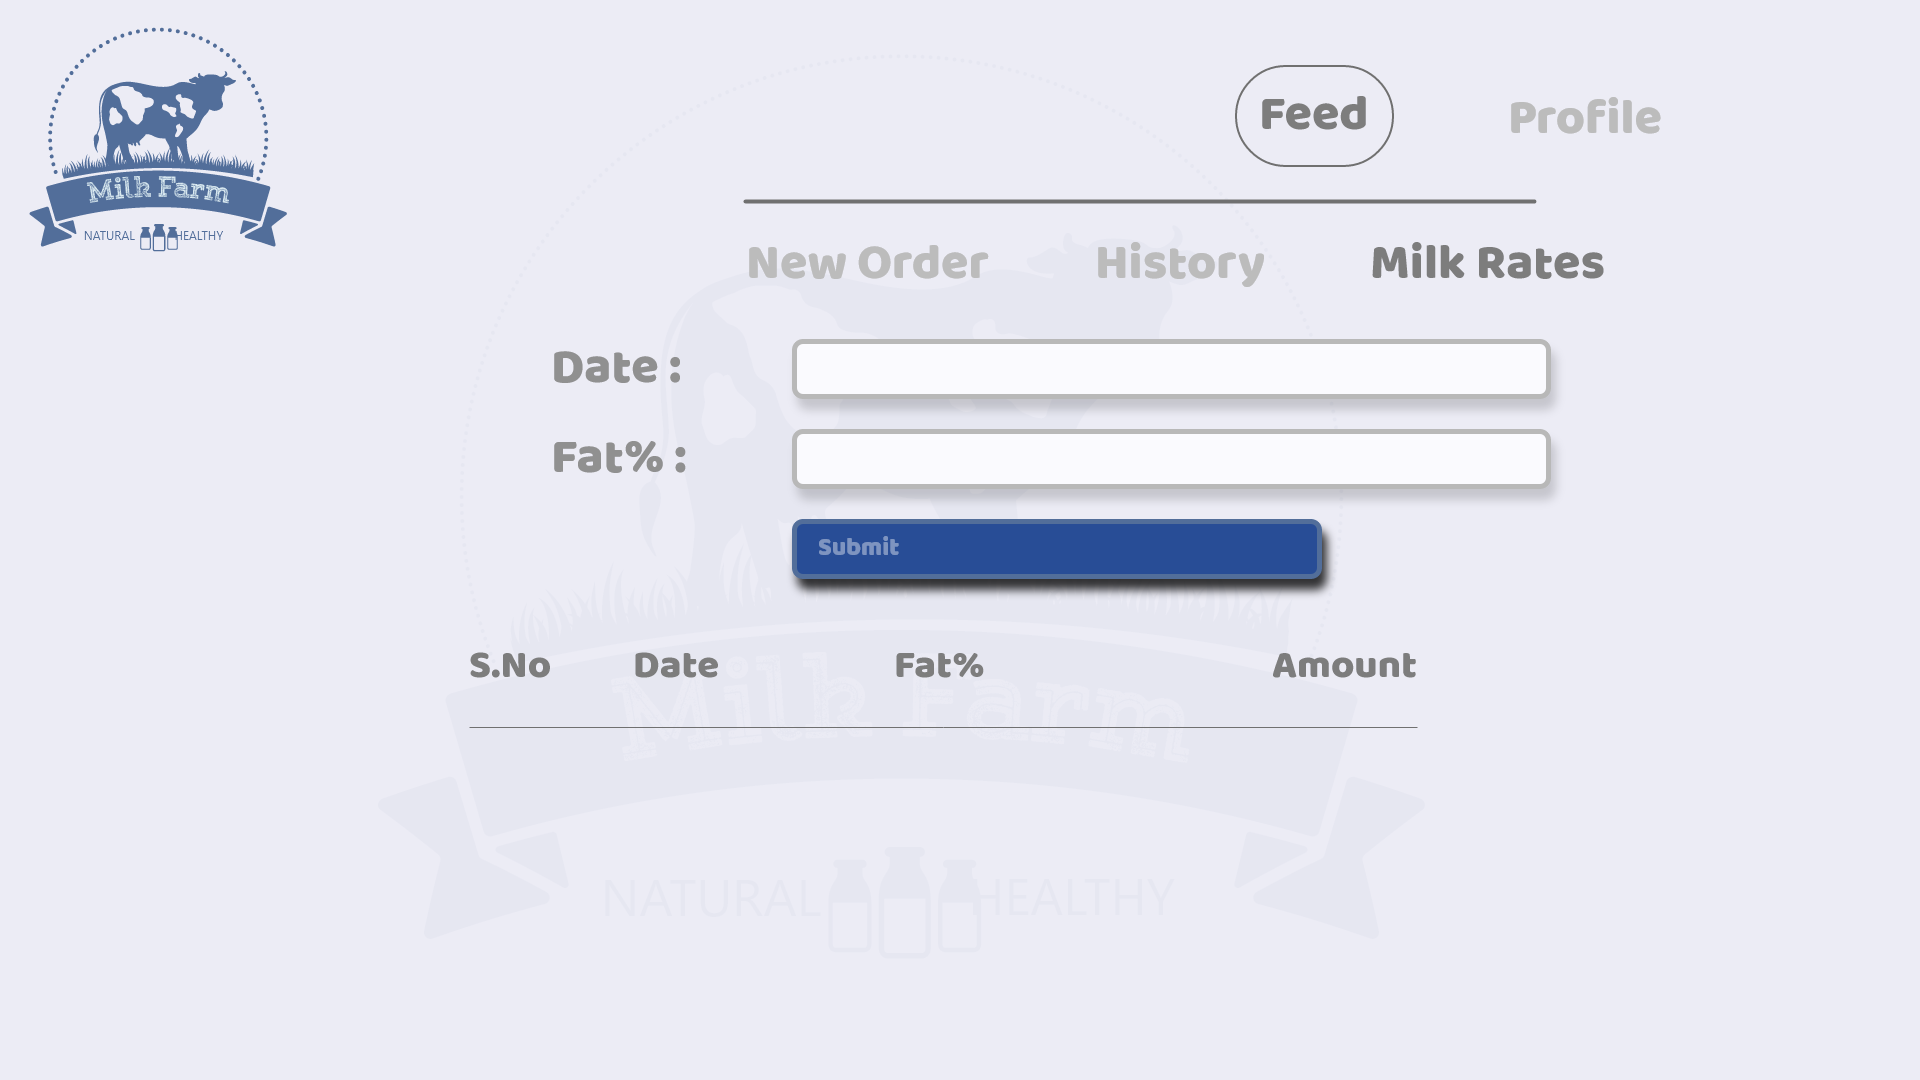 Milk Farm
NATURAL HEALTHY
Feed Profile
New Order History Milk Rates
Date :
Fat% :
Submit
S.No Date Fat% Amount
Milk Farm
NATURAL HEALTHY